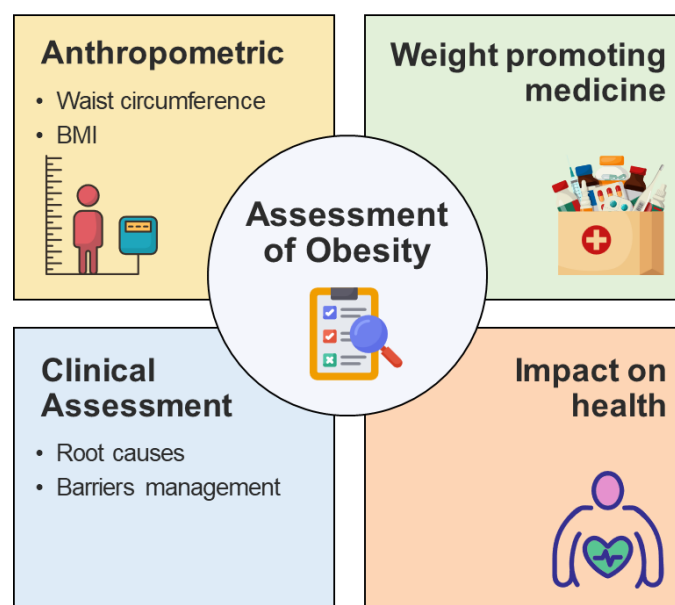 Anthropometric
• Waist circumference
• BMI
Weight promoting
medicine
Assessment
of Obesity
Clinical
Assessment
• Root causes
• Barriers management
Impact on
health